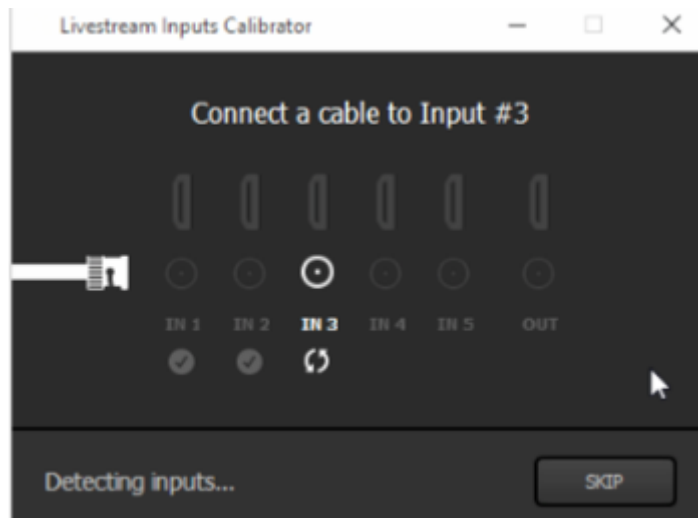 Livestream Inputs Calibrator
Connect a cable to Input #3
IN 1 IN 2 IN 3 IN 4 IN 5 OUT
Detecting inputs... SKIP